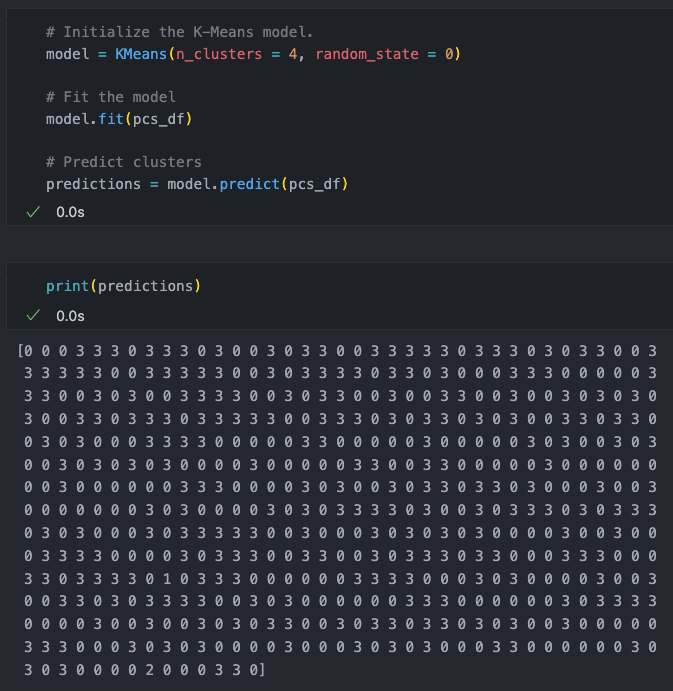 # Initialize the K-Means model.
model = KMeans(n_clusters = 4, random_state = 0)
# Fit the model
model.fit(pcs_df)
# Predict clusters
predictions = model.predict(pcs_df)
0.0s
print(predictions)
0.0s
[0 0 0 3 3 3 0 3 3 3 0 3 0 0 3 0 3 3 0 0 3 3 3 3 3 0 3 3 3 0 3 0 3 3 0 0 3
3 3 3 3 3 0 0 3 3 3 3 3 0 0 3 0 3 3 3 3 0 3 3 0 3 0 0 0 3 3 3 0 0 0 0 0 3
3 3 0 0 3 0 3 0 0 3 3 3 3 0 0 3 0 3 3 0 0 3 0 0 3 3 0 0 3 0 0 3 0 3 0 3 0
3 0 0 3 3 0 3 3 3 0 3 3 3 3 3 0 0 3 3 3 0 3 0 3 3 0 3 0 3 0 0 3 3 0 3 3 0
0 3 0 3 0 0 0 3 3 3 3 0 0 0 0 0 3 3 0 0 0 0 0 3 0 0 0 0 0 3 0 3 0 0 3 0 3
0 0 3 0 3 0 3 0 3 0 0 0 0 3 0 0 0 0 0 3 3 0 0 3 3 0 0 0 0 0 3 0 0 0 0 0 0
0 0 3 0 0 0 0 0 0 3 3 3 0 0 0 0 3 0 3 0 0 3 0 3 3 0 3 3 0 3 0 0 0 3 0 0 3
0 0 0 0 0 0 0 3 0 3 0 0 0 0 3 0 3 0 3 3 3 3 0 3 0 0 3 0 3 3 3 0 3 0 3 3 3
0 3 0 3 0 0 0 3 0 3 3 3 3 3 0 0 3 0 0 0 3 0 3 0 3 0 0 3 0 0 0 3 0 0 3 0 0
0 3 3 3 3 0 0 0 0 3 0 3 3 3 0 0 3 3 0 0 3 0 3 3 3 0 3 3 0 0 0 3 3 3 0 0 0
3 3 0 3 3 3 3 0 1 0 3 3 3 0 0 0 0 0 0 3 3 3 3 0 0 0 3 0 3 0 0 0 0 3 0 0 3
0 0 3 3 0 3 0 3 3 3 3 0 0 3 0 3 0 0 0 0 0 0 3 3 3 0 0 0 0 0 0 3 0 3 3 3 3
0 0 0 0 3 0 0 3 0 0 3 0 3 0 3 3 0 0 3 0 3 3 0 3 3 0 3 0 0 3 0 3 0 0 0 0 0
3 3 3 0 0 0 3 0 3 0 3 0 0 0 0 3 0 0 0 3 0 3 0 3 0 0 0 3 3 0 0 0 0 0 0 3 0
3 0 3 0 0 0 0 2 0 0 0 3 3 0]